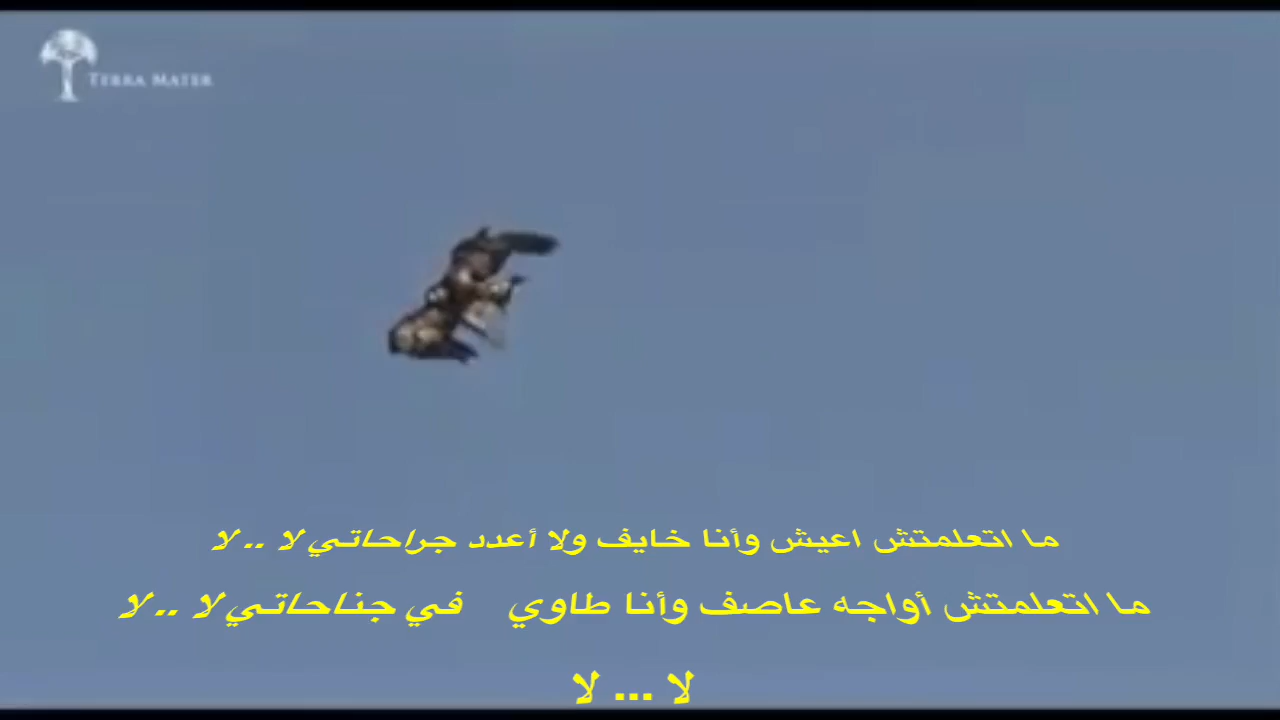 TERRA MATER
ما اتعلمتش اعيش وأنا خايف ولا أعدد جراحاتي لا .. لا
ما اتعلمتش أواجه عاصف وأنا طاوي في جناحاتي لا .. لا
لا ... لا